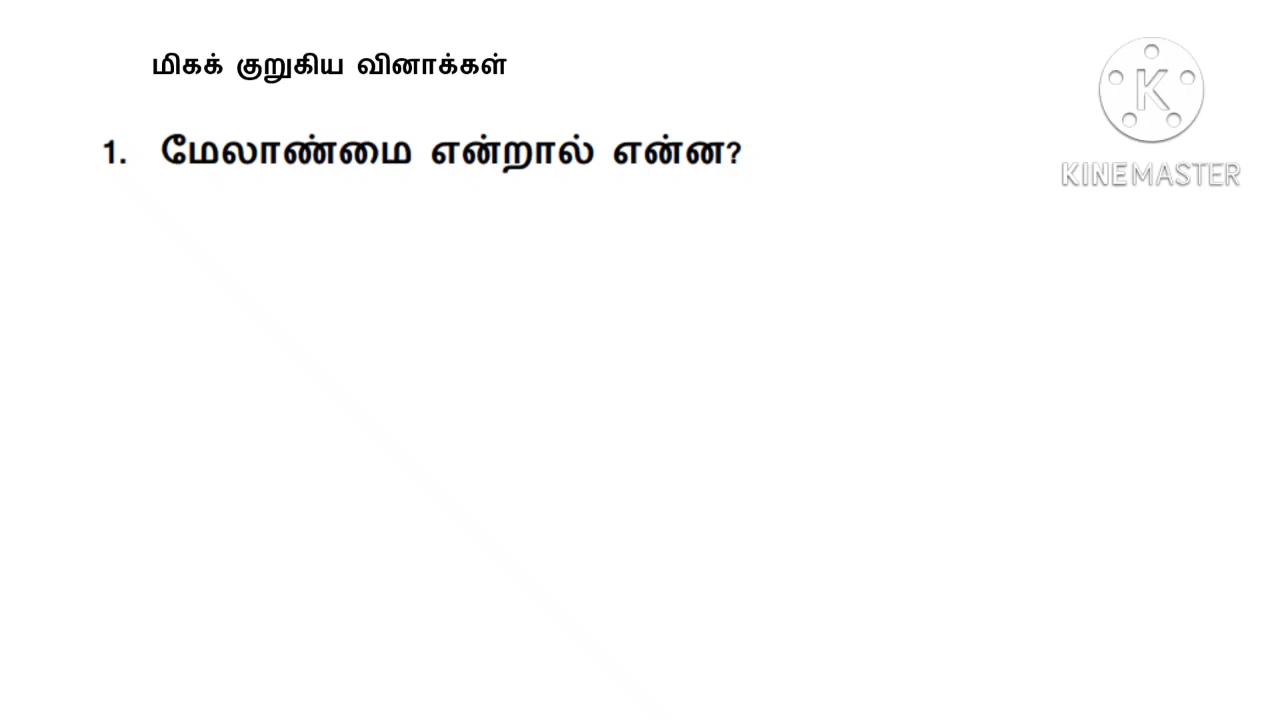 மிகக் குறுகிய வினாக்கள்
1. மேலாண்மை என்றால் என்ன?
K
KINEMASTER